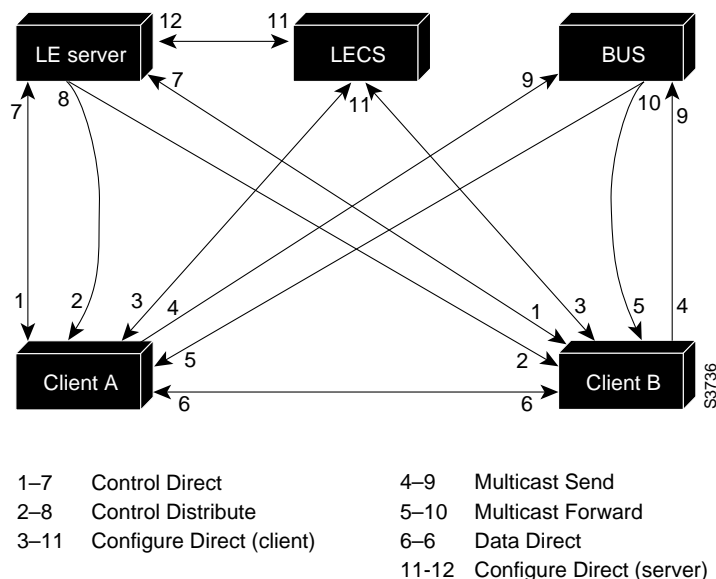 12 11
LE server LECS BUS
7 8 7 11 9 10 9
1 2 3 4 1 3 5 4
5 2
Client A Client B
6 6
S3736
1–7 Control Direct
2–8 Control Distribute
3–11 Configure Direct (client)
4–9 Multicast Send
5–10 Multicast Forward
6–6 Data Direct
11-12 Configure Direct (server)